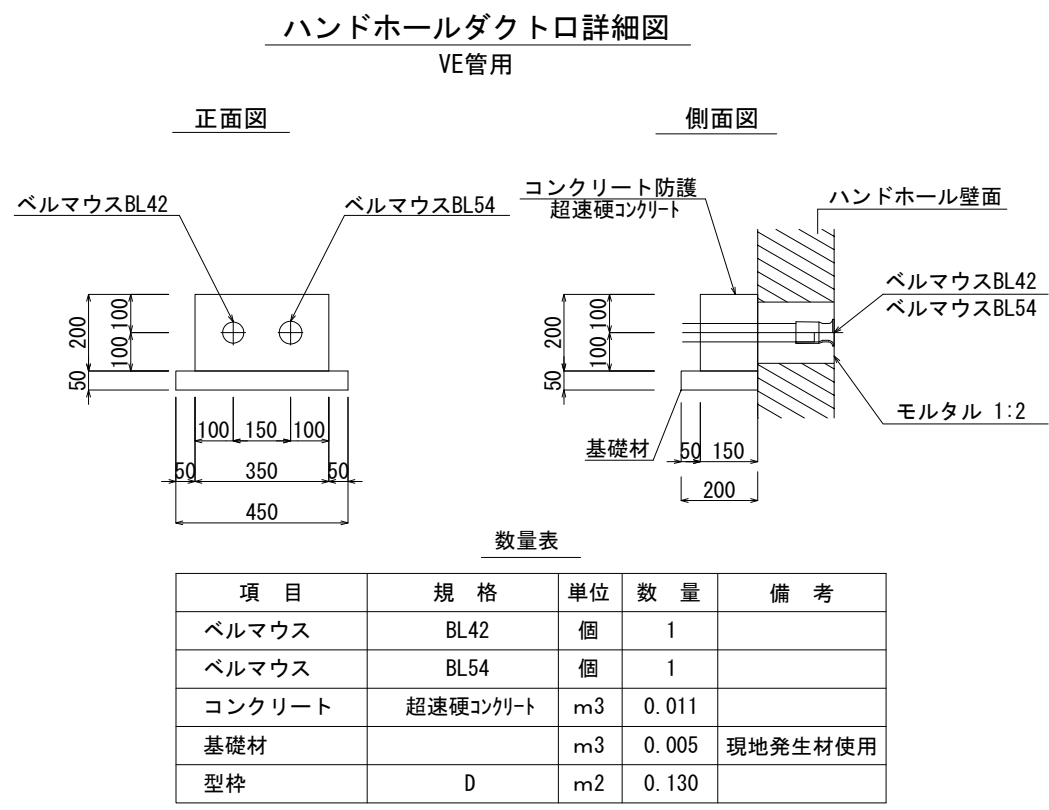 ハンドホールダクト口詳細図
VE管用
正面図
側面図
ベルマウスBL42
ベルマウスBL54
コンクリート防護
超速硬コンクリート
ハンドホール壁面
ベルマウスBL42
ベルマウスBL54
モルタル 1:2
基礎材
200
100
100
50
100
150
100
50
350
50
450
200
100
100
50
50
150
200
数量表
項 目 規 格 単位 数 量 備 考
ベルマウス BL42 個 1
ベルマウス BL54 個 1
コンクリート 超速硬コンクリート m3 0.011
基礎材 m3 0.005 現地発生材使用
型枠 D m2 0.130